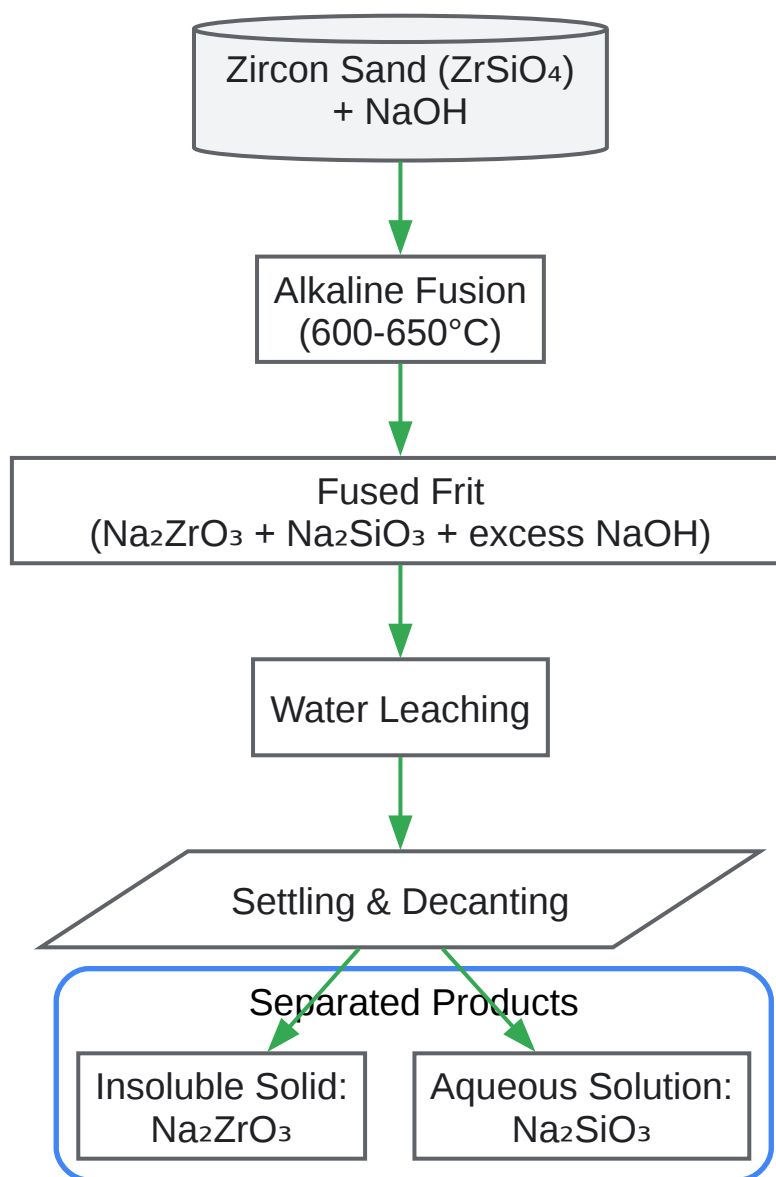 Zircon Sand (ZrSiO₄)
+ NaOH
Alkaline Fusion
(600-650°C)
Fused Frit
(Na₂ZrO₃ + Na₂SiO₃ + excess NaOH)
Water Leaching
Settling & Decanting
Separated Products
Insoluble Solid:
Na₂ZrO₃
Aqueous Solution:
Na₂SiO₃